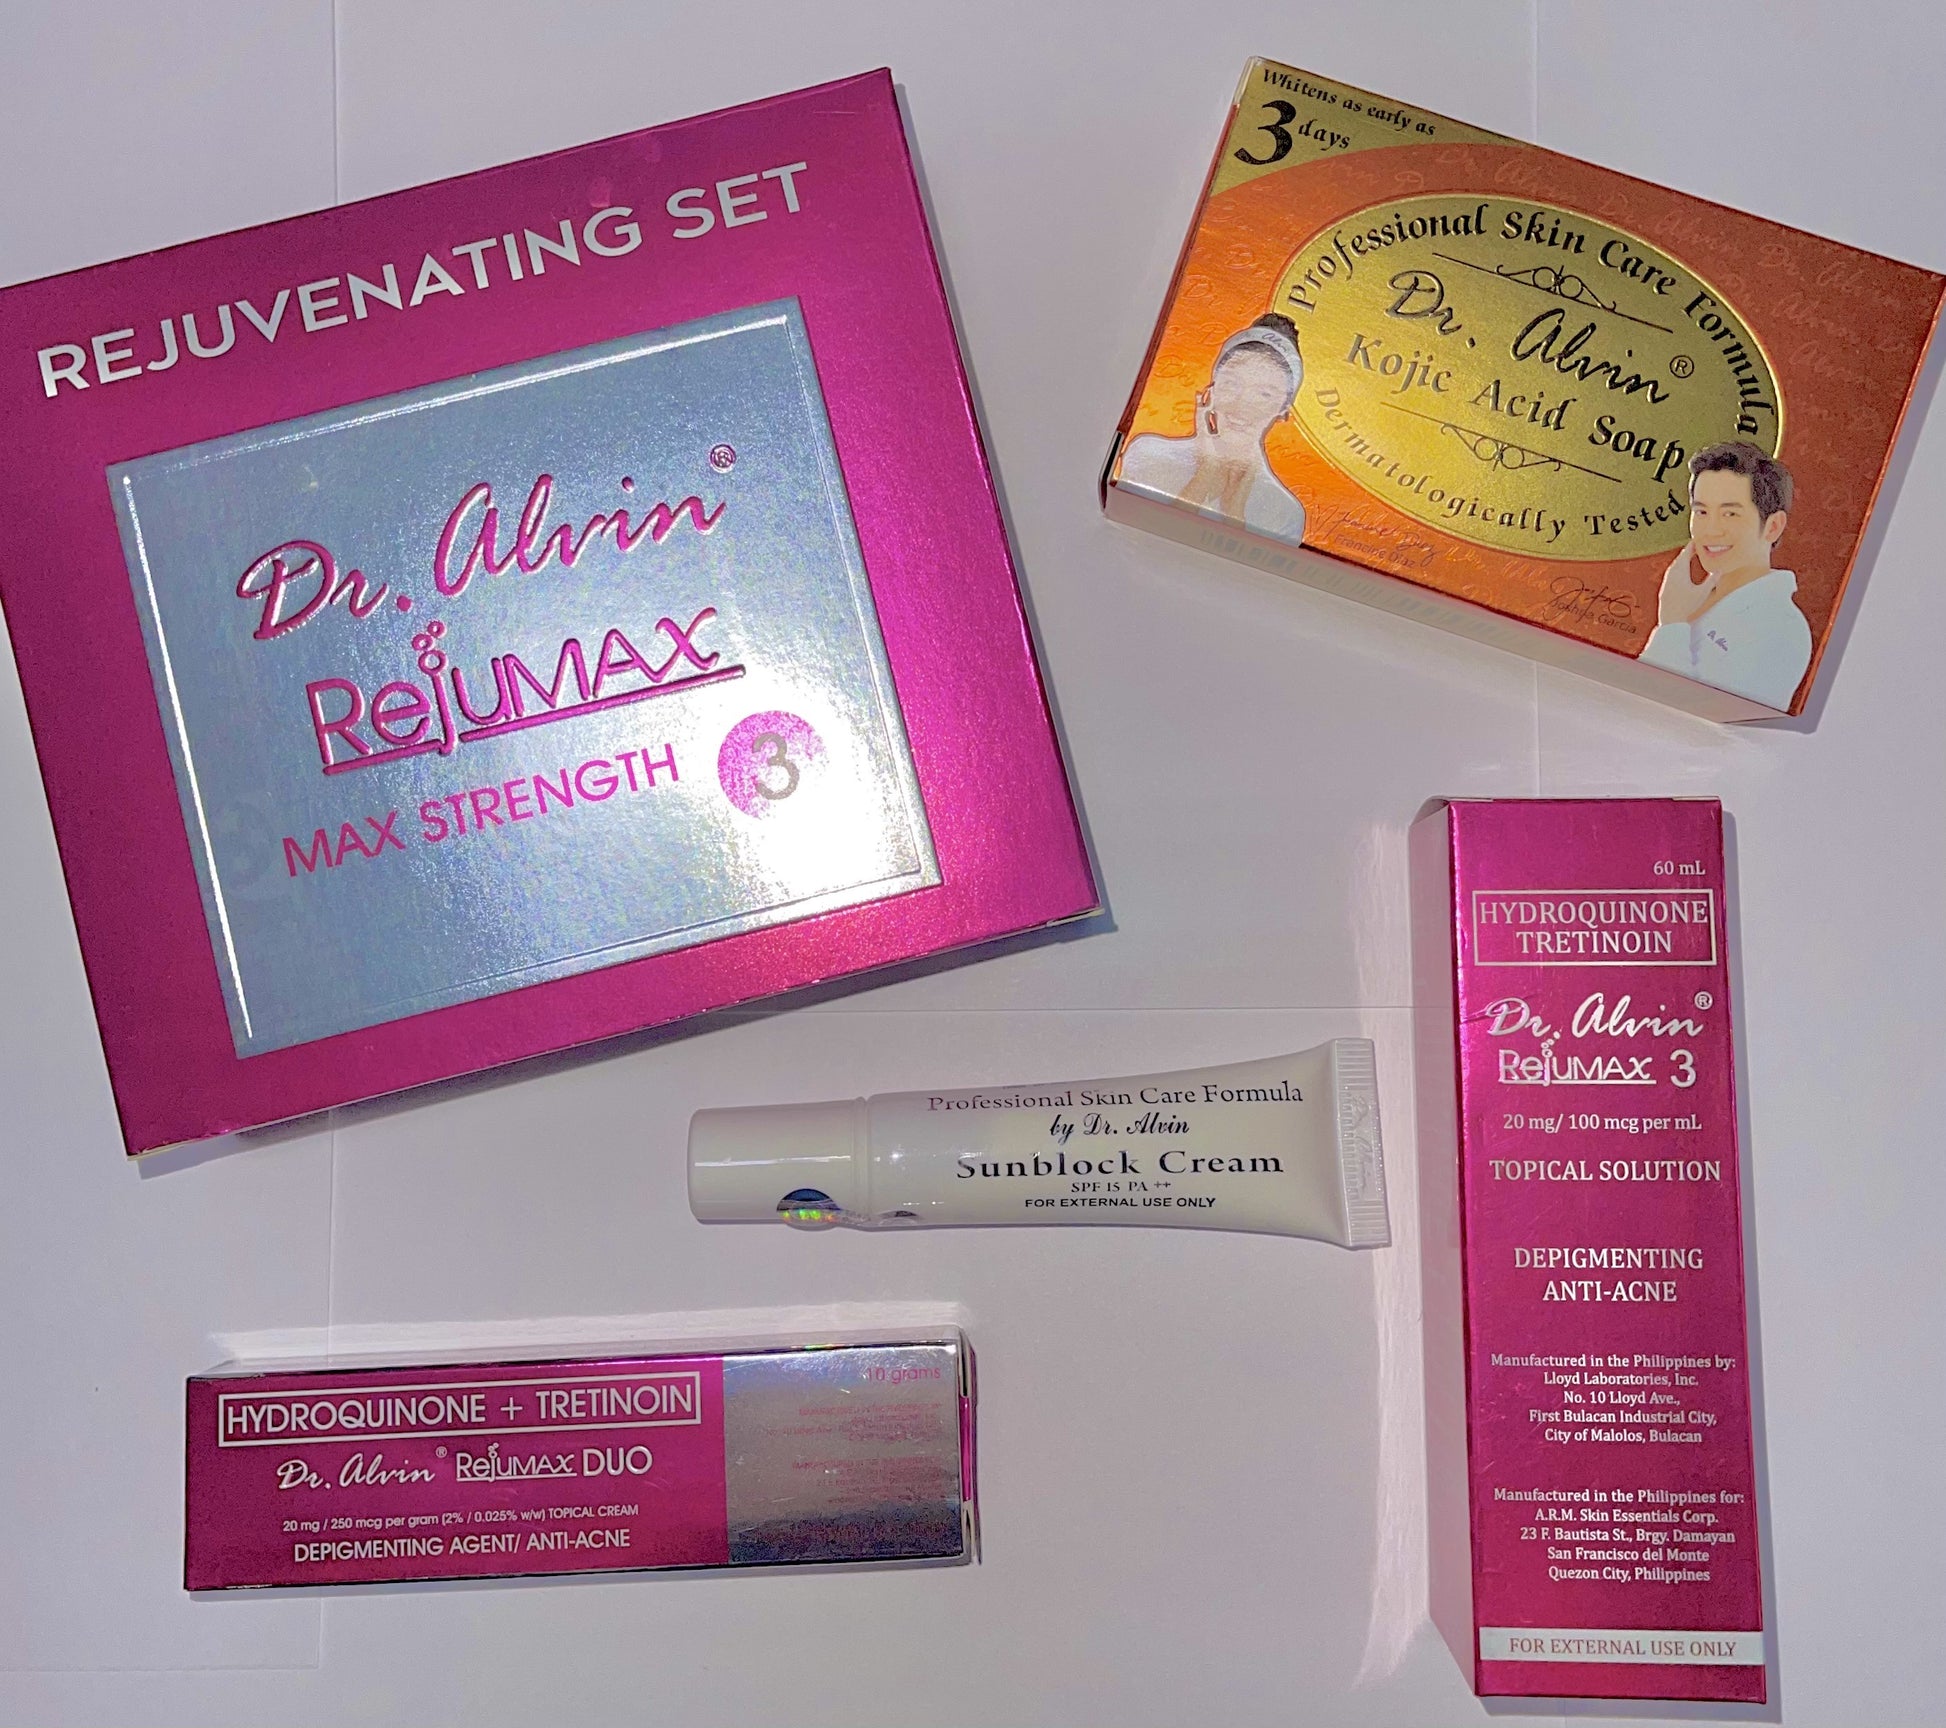 REJUVENATING SET
Dr. Alvin®
RejuMAX
MAX STRENGTH 3
Whitens as early as
3 days
Professional Skin Care Formula
Dr. Alvin®
Kojic Acid Soap
Dermatologically Tested
Francine Diaz
Joshua Garcia
Professional Skin Care Formula
by Dr. Alvin
Sunblock Cream
SPF 15 PA ++
FOR EXTERNAL USE ONLY
10 grams
HYDROQUINONE + TRETINOIN
Dr. Alvin® RejuMAX DUO
20 mg / 250 mcg per gram (2% / 0.025% w/w) TOPICAL CREAM
DEPIGMENTING AGENT/ ANTI-ACNE
60 mL
HYDROQUINONE
TRETINOIN
Dr. Alvin®
RejuMAX 3
20 mg/ 100 mcg per mL
TOPICAL SOLUTION
DEPIGMENTING
ANTI-ACNE
Manufactured in the Philippines by:
Lloyd Laboratories, Inc.
No. 10 Lloyd Ave.,
First Bulacan Industrial City,
City of Malolos, Bulacan
Manufactured in the Philippines for:
A.R.M. Skin Essentials Corp.
23 F. Bautista St., Brgy. Damayan
San Francisco del Monte
Quezon City, Philippines
FOR EXTERNAL USE ONLY